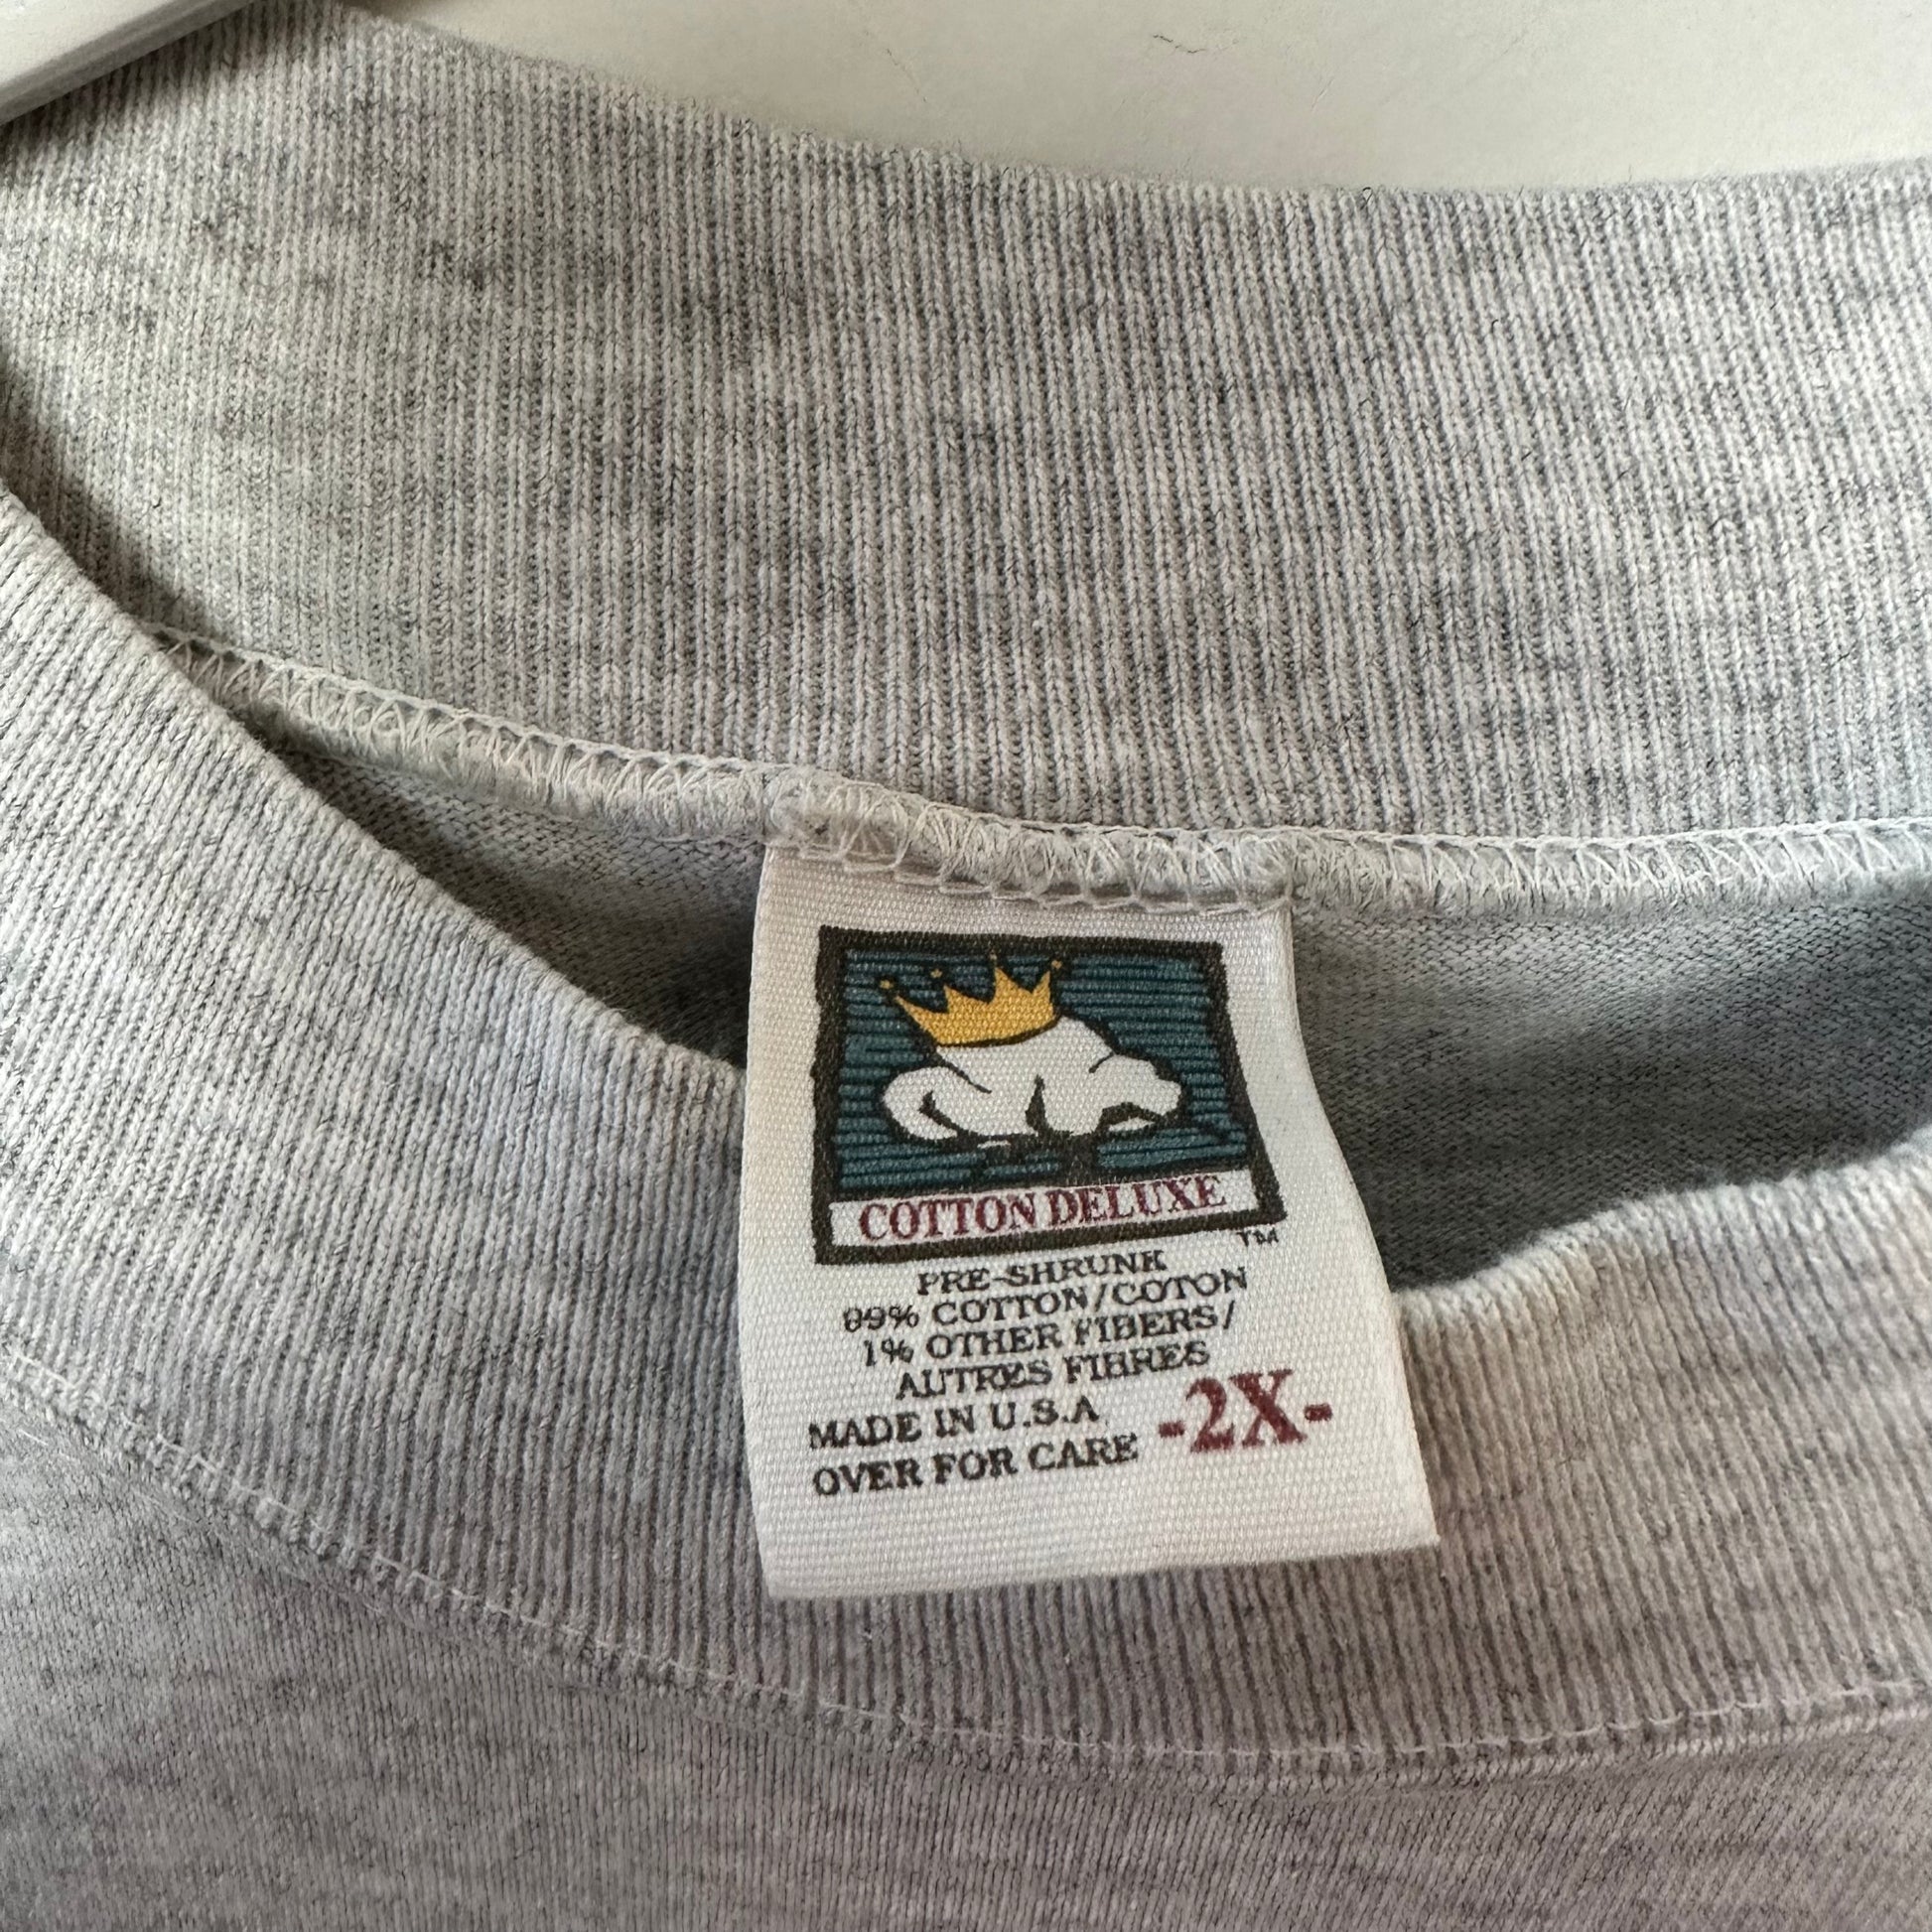 COTTON DELUXE
TM
PRE-SHRUNK
99% COTTON/COTON
1% OTHER FIBERS/
AUTRES FIBRES
MADE IN U.S.A
OVER FOR CARE
-2X-